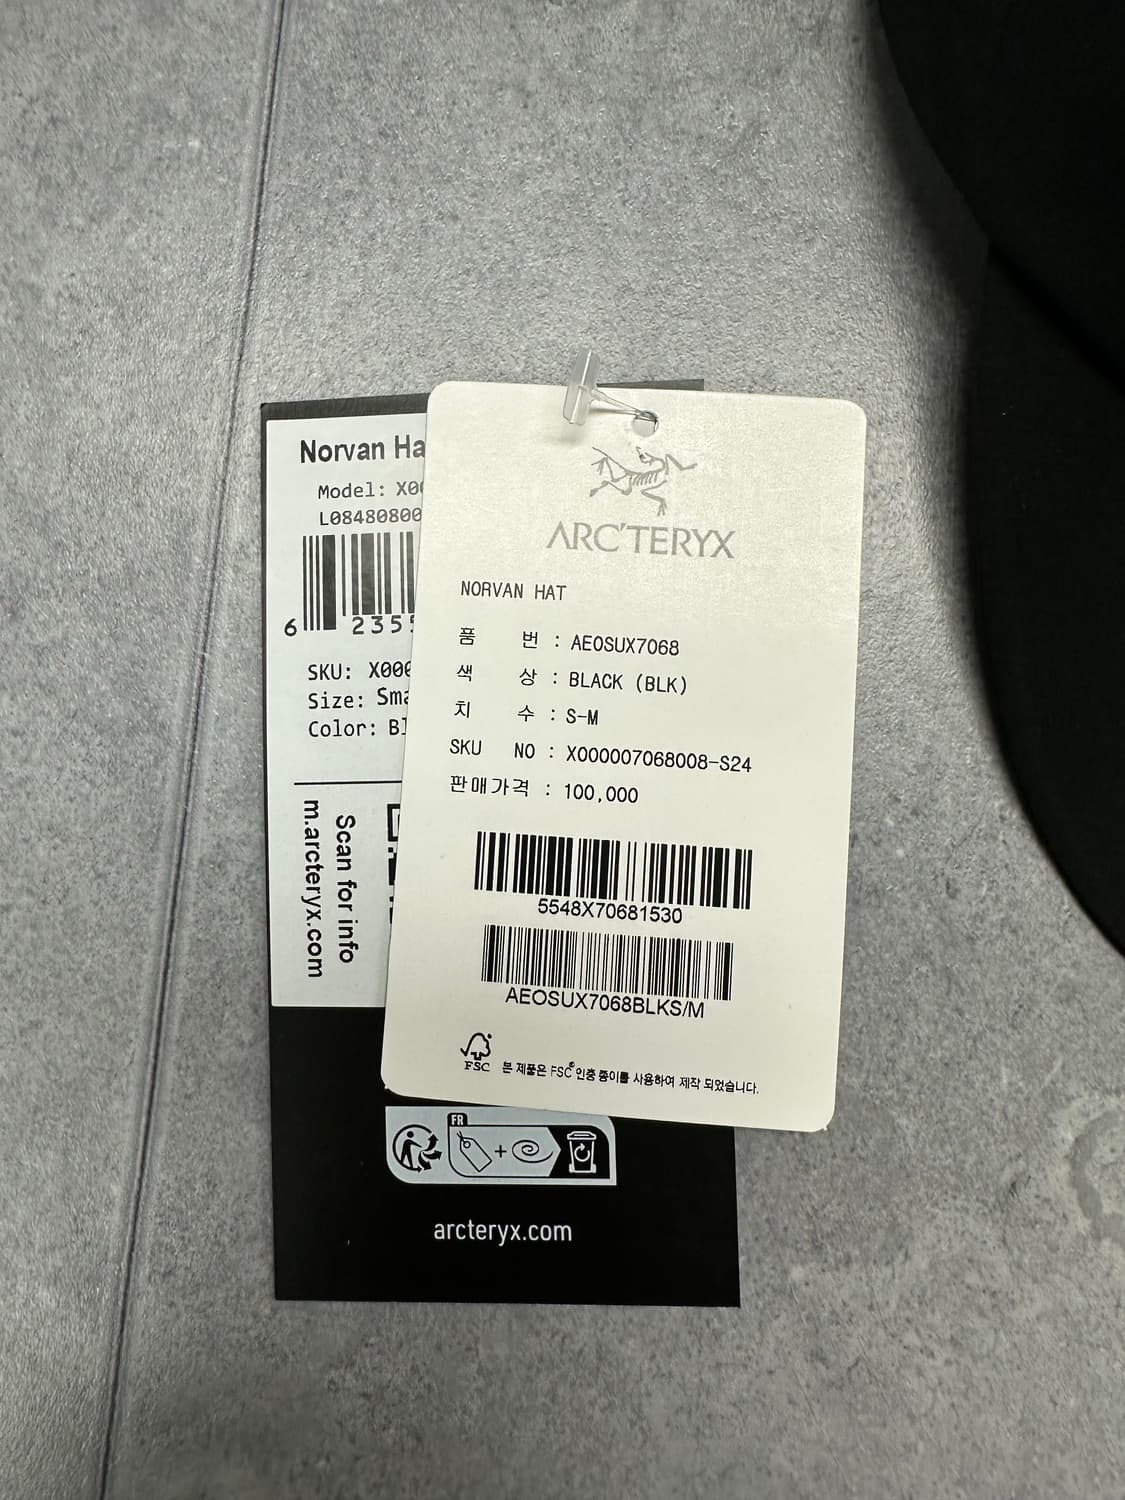 Norvan Ha
Model: X00
L08480800
6 2355
SKU: X000
Size: Sma
Color: Bl
Scan for info
m.arcteryx.com
ARC'TERYX
NORVAN HAT
품 번 : AEOSUX7068
색 상 : BLACK (BLK)
치 수 : S-M
SKU NO : X000007068008-S24
판매가격 : 100,000
5548X70681530
AEOSUX7068BLKS/M
FSC 본 제품은 FSC® 인증 종이를 사용하여 제작 되었습니다.
FR
+
arcteryx.com